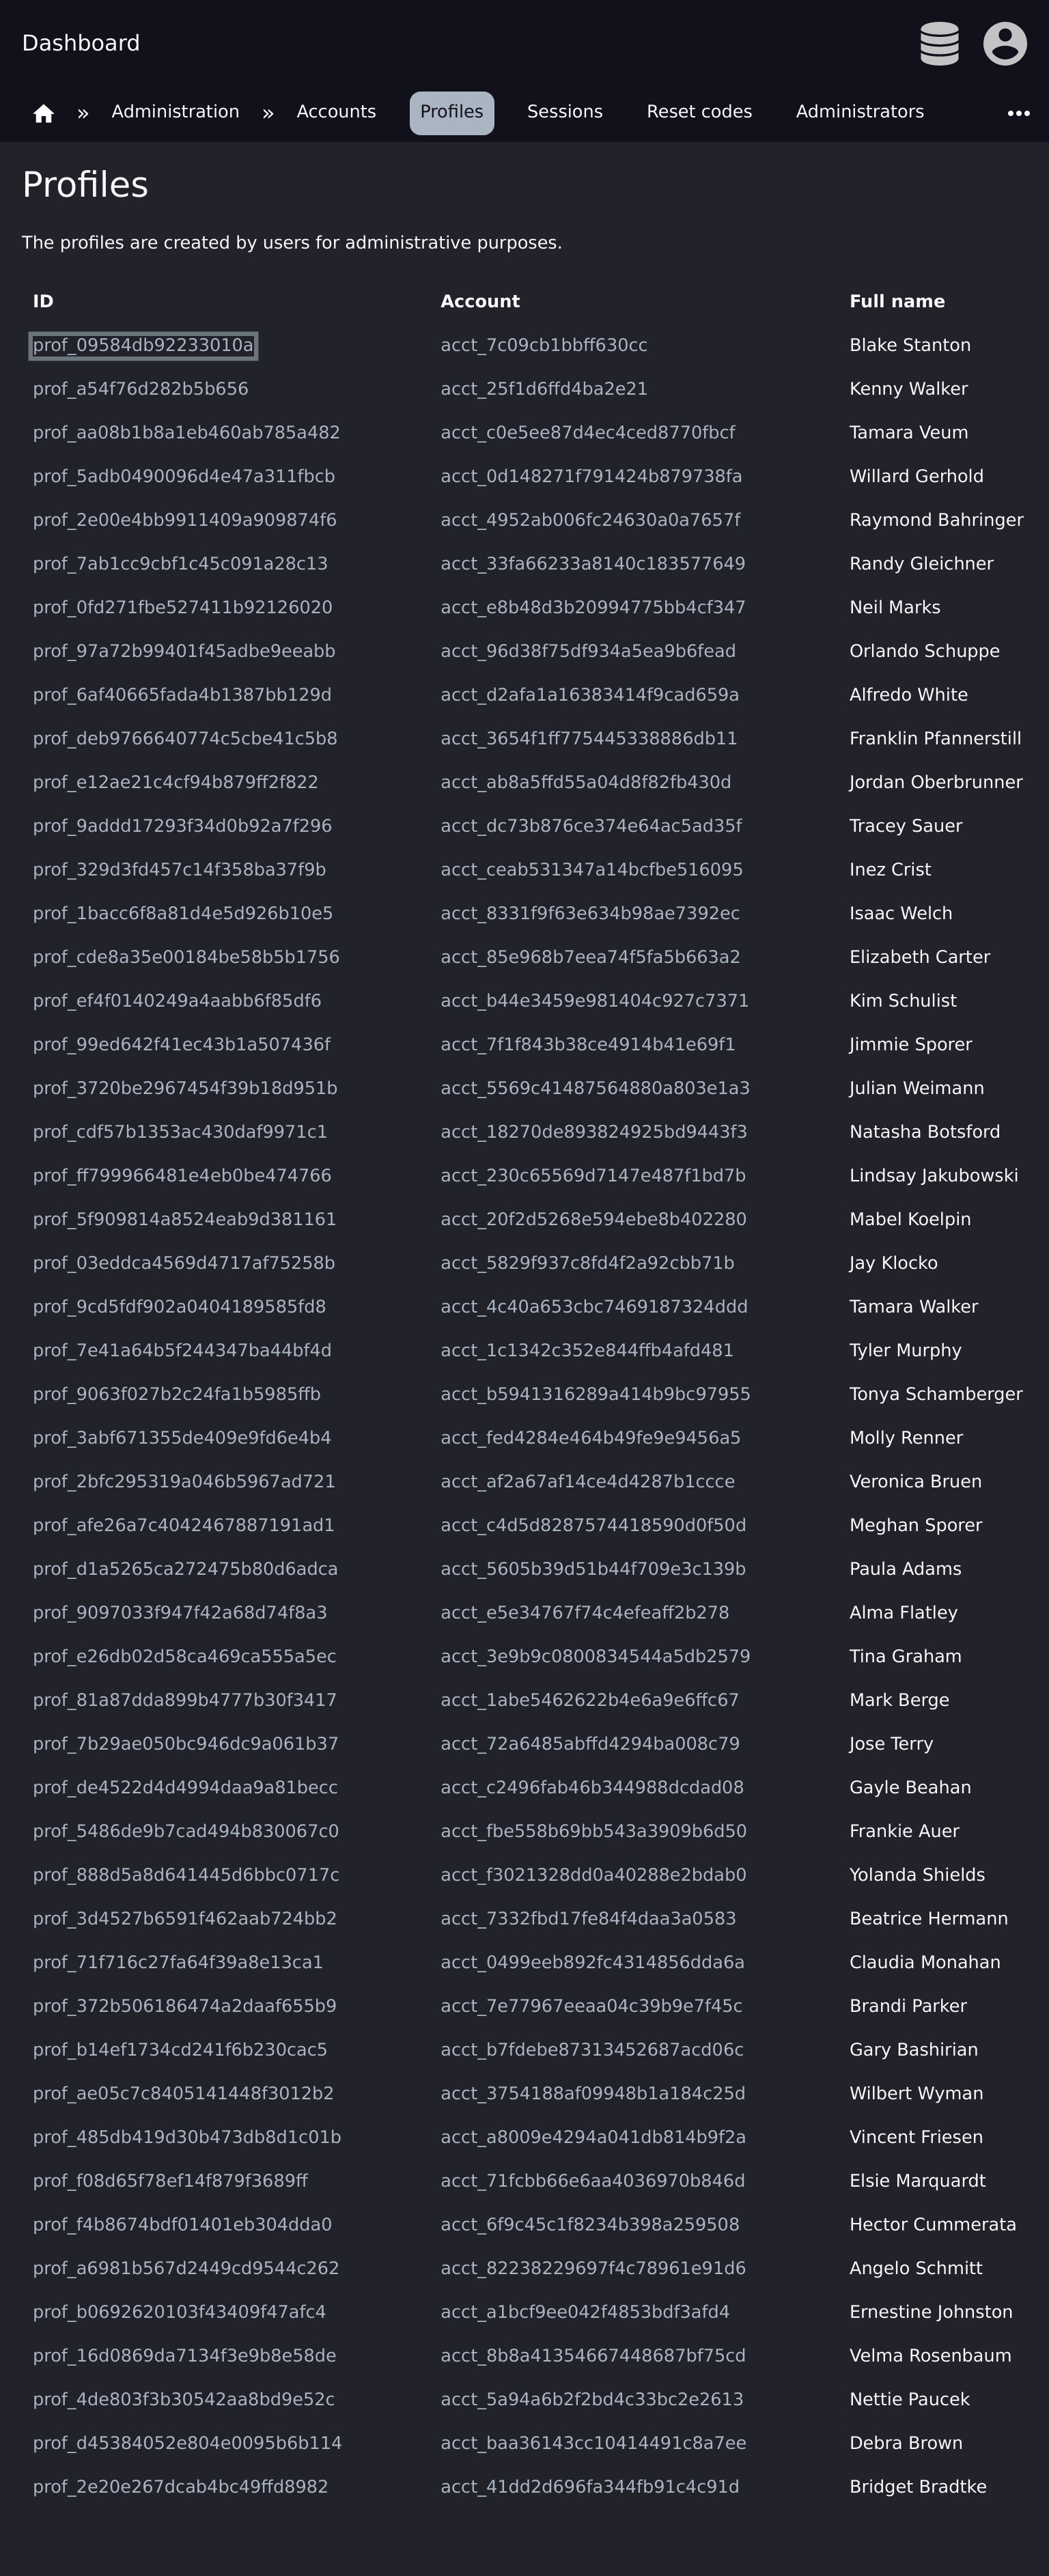 Dashboard
» Administration » Accounts Profiles Sessions Reset codes Administrators •••
Profiles
The profiles are created by users for administrative purposes.
ID Account Full name
prof_09584db92233010a acct_7c09cb1bbff630cc Blake Stanton
prof_a54f76d282b5b656 acct_25f1d6ffd4ba2e21 Kenny Walker
prof_aa08b1b8a1eb460ab785a482 acct_c0e5ee87d4ec4ced8770fbcf Tamara Veum
prof_5adb0490096d4e47a311fbcb acct_0d148271f791424b879738fa Willard Gerhold
prof_2e00e4bb9911409a909874f6 acct_4952ab006fc24630a0a7657f Raymond Bahringer
prof_7ab1cc9cbf1c45c091a28c13 acct_33fa66233a8140c183577649 Randy Gleichner
prof_0fd271fbe527411b92126020 acct_e8b48d3b20994775bb4cf347 Neil Marks
prof_97a72b99401f45adbe9eeabb acct_96d38f75df934a5ea9b6fead Orlando Schuppe
prof_6af40665fada4b1387bb129d acct_d2afa1a16383414f9cad659a Alfredo White
prof_deb9766640774c5cbe41c5b8 acct_3654f1ff775445338886db11 Franklin Pfannerstill
prof_e12ae21c4cf94b879ff2f822 acct_ab8a5ffd55a04d8f82fb430d Jordan Oberbrunner
prof_9addd17293f34d0b92a7f296 acct_dc73b876ce374e64ac5ad35f Tracey Sauer
prof_329d3fd457c14f358ba37f9b acct_ceab531347a14bcfbe516095 Inez Crist
prof_1bacc6f8a81d4e5d926b10e5 acct_8331f9f63e634b98ae7392ec Isaac Welch
prof_cde8a35e00184be58b5b1756 acct_85e968b7eea74f5fa5b663a2 Elizabeth Carter
prof_ef4f0140249a4aabb6f85df6 acct_b44e3459e981404c927c7371 Kim Schulist
prof_99ed642f41ec43b1a507436f acct_7f1f843b38ce4914b41e69f1 Jimmie Sporer
prof_3720be2967454f39b18d951b acct_5569c41487564880a803e1a3 Julian Weimann
prof_cdf57b1353ac430daf9971c1 acct_18270de893824925bd9443f3 Natasha Botsford
prof_ff799966481e4eb0be474766 acct_230c65569d7147e487f1bd7b Lindsay Jakubowski
prof_5f909814a8524eab9d381161 acct_20f2d5268e594ebe8b402280 Mabel Koelpin
prof_03eddca4569d4717af75258b acct_5829f937c8fd4f2a92cbb71b Jay Klocko
prof_9cd5fdf902a0404189585fd8 acct_4c40a653cbc7469187324ddd Tamara Walker
prof_7e41a64b5f244347ba44bf4d acct_1c1342c352e844ffb4afd481 Tyler Murphy
prof_9063f027b2c24fa1b5985ffb acct_b5941316289a414b9bc97955 Tonya Schamberger
prof_3abf671355de409e9fd6e4b4 acct_fed4284e464b49fe9e9456a5 Molly Renner
prof_2bfc295319a046b5967ad721 acct_af2a67af14ce4d4287b1ccce Veronica Bruen
prof_afe26a7c4042467887191ad1 acct_c4d5d8287574418590d0f50d Meghan Sporer
prof_d1a5265ca272475b80d6adca acct_5605b39d51b44f709e3c139b Paula Adams
prof_9097033f947f42a68d74f8a3 acct_e5e34767f74c4efeaff2b278 Alma Flatley
prof_e26db02d58ca469ca555a5ec acct_3e9b9c0800834544a5db2579 Tina Graham
prof_81a87dda899b4777b30f3417 acct_1abe5462622b4e6a9e6ffc67 Mark Berge
prof_7b29ae050bc946dc9a061b37 acct_72a6485abffd4294ba008c79 Jose Terry
prof_de4522d4d4994daa9a81becc acct_c2496fab46b344988dcdad08 Gayle Beahan
prof_5486de9b7cad494b830067c0 acct_fbe558b69bb543a3909b6d50 Frankie Auer
prof_888d5a8d641445d6bbc0717c acct_f3021328dd0a40288e2bdab0 Yolanda Shields
prof_3d4527b6591f462aab724bb2 acct_7332fbd17fe84f4daa3a0583 Beatrice Hermann
prof_71f716c27fa64f39a8e13ca1 acct_0499eeb892fc4314856dda6a Claudia Monahan
prof_372b506186474a2daaf655b9 acct_7e77967eeaa04c39b9e7f45c Brandi Parker
prof_b14ef1734cd241f6b230cac5 acct_b7fdebe87313452687acd06c Gary Bashirian
prof_ae05c7c8405141448f3012b2 acct_3754188af09948b1a184c25d Wilbert Wyman
prof_485db419d30b473db8d1c01b acct_a8009e4294a041db814b9f2a Vincent Friesen
prof_f08d65f78ef14f879f3689ff acct_71fcbb66e6aa4036970b846d Elsie Marquardt
prof_f4b8674bdf01401eb304dda0 acct_6f9c45c1f8234b398a259508 Hector Cummerata
prof_a6981b567d2449cd9544c262 acct_82238229697f4c78961e91d6 Angelo Schmitt
prof_b0692620103f43409f47afc4 acct_a1bcf9ee042f4853bdf3afd4 Ernestine Johnston
prof_16d0869da7134f3e9b8e58de acct_8b8a41354667448687bf75cd Velma Rosenbaum
prof_4de803f3b30542aa8bd9e52c acct_5a94a6b2f2bd4c33bc2e2613 Nettie Paucek
prof_d45384052e804e0095b6b114 acct_baa36143cc10414491c8a7ee Debra Brown
prof_2e20e267dcab4bc49ffd8982 acct_41dd2d696fa344fb91c4c91d Bridget Bradtke